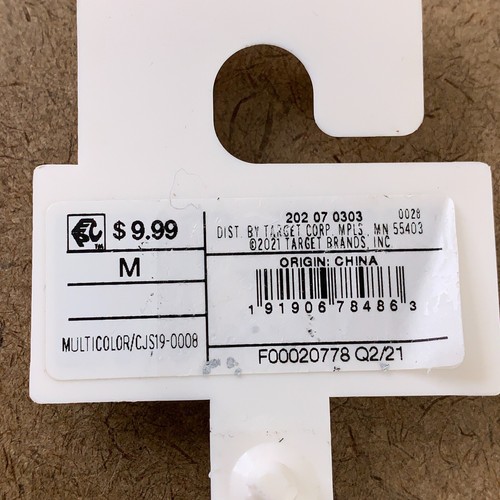 $ 9.99
M
MULTICOLOR/CJS19-0008
202 07 0303 0028
DIST. BY TARGET CORP. MPLS., MN 55403
©2021 TARGET BRANDS, INC.
ORIGIN: CHINA
1 91906 78486 3
F00020778 Q2/21